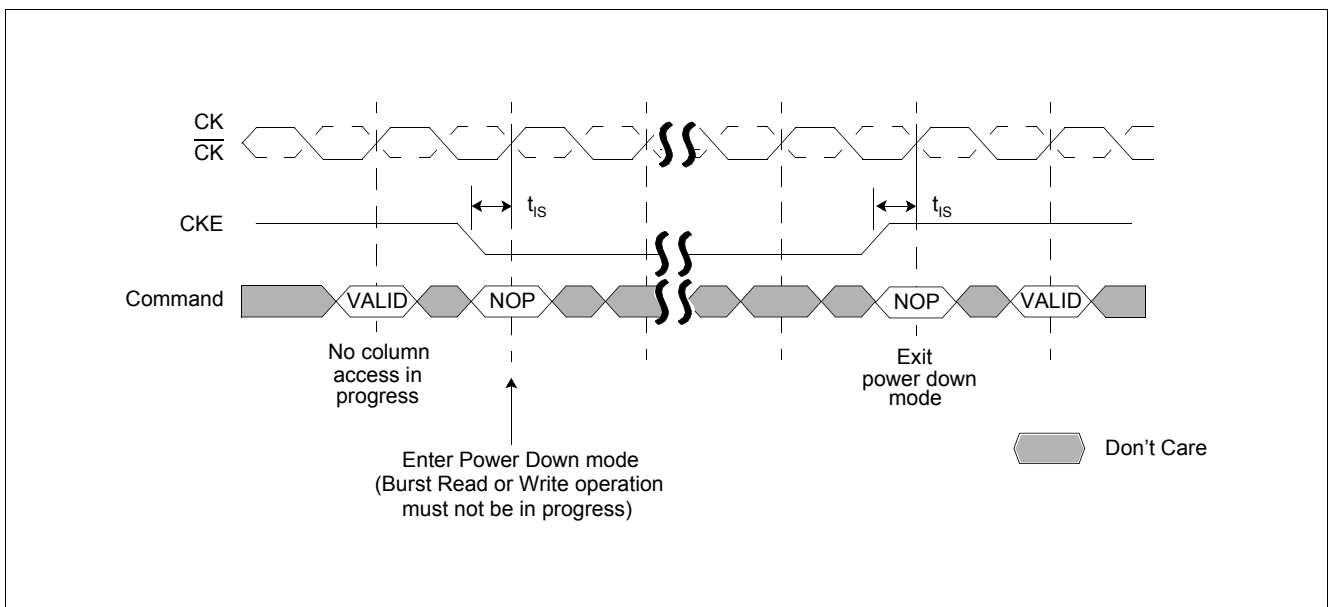 CK
CK
t_IS
t_IS
CKE
Command
VALID
NOP
NOP
VALID
No column
access in
progress
Exit
power down
mode
Enter Power Down mode
(Burst Read or Write operation
must not be in progress)
Don't Care